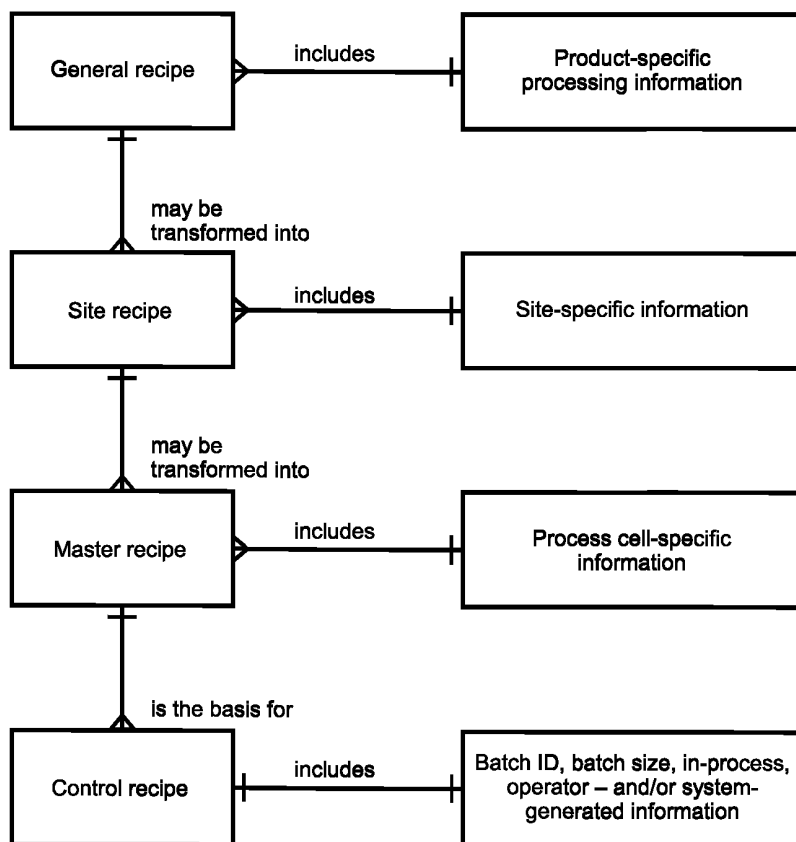 General recipe
includes
Product-specific
processing information
may be
transformed into
Site recipe
includes
Site-specific information
may be
transformed into
Master recipe
includes
Process cell-specific
information
is the basis for
Control recipe
includes
Batch ID, batch size, in-process,
operator – and/or system-
generated information